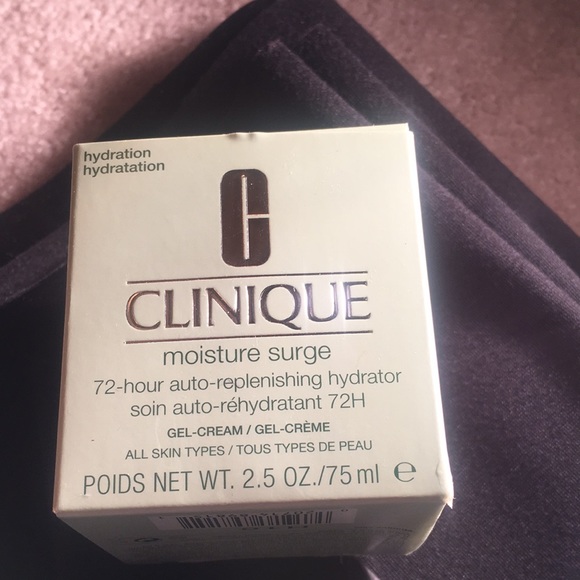 hydration
hydratation
CLINIQUE
moisture surge
72-hour auto-replenishing hydrator
soin auto-réhydratant 72H
GEL-CREAM / GEL-CRÈME
ALL SKIN TYPES / TOUS TYPES DE PEAU
POIDS NET WT. 2.5 OZ./75 ml ℮